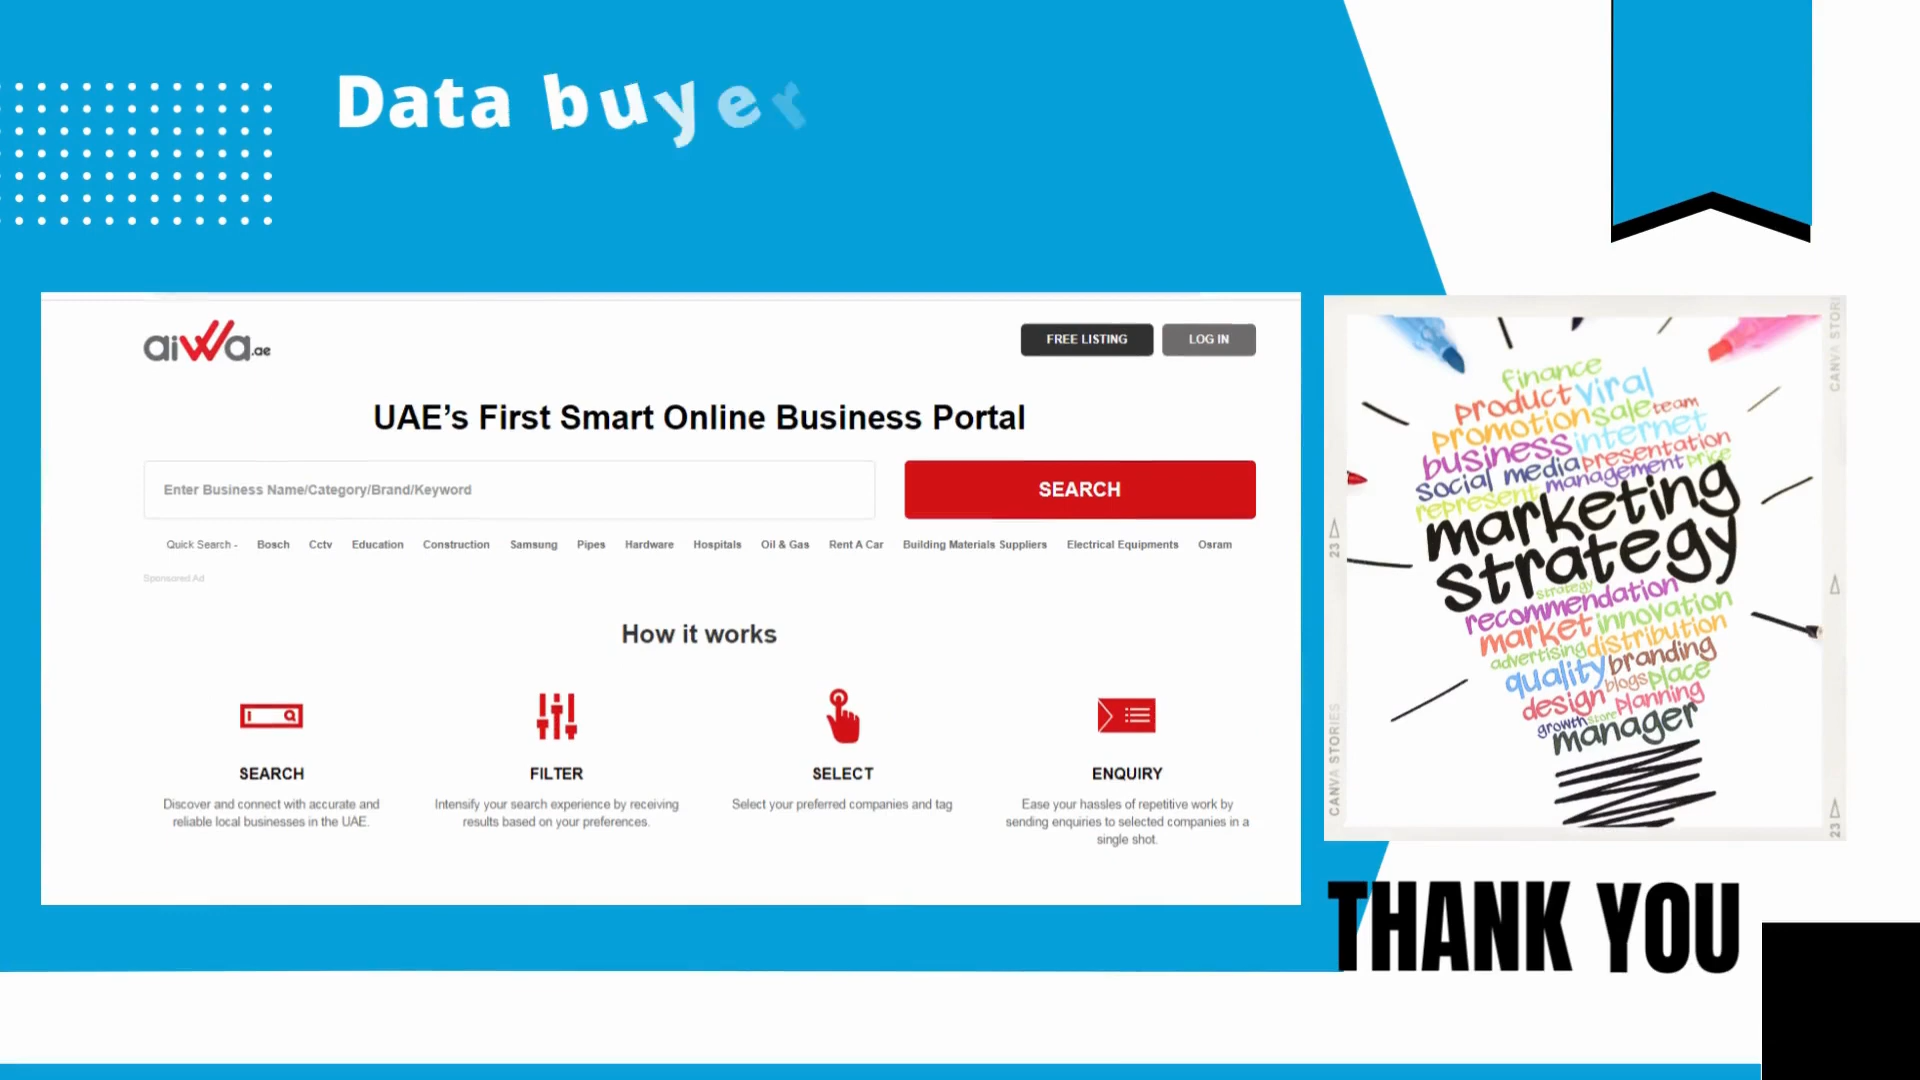 Data buyer
aiWa.ae
FREE LISTING
LOG IN
UAE’s First Smart Online Business Portal
Enter Business Name/Category/Brand/Keyword
SEARCH
Quick Search - Bosch Cctv Education Construction Samsung Pipes Hardware Hospitals Oil & Gas Rent A Car Building Materials Suppliers Electrical Equipments Osram
Sponsored Ad
How it works
SEARCH
Discover and connect with accurate and
reliable local businesses in the UAE.
FILTER
Intensify your search experience by receiving
results based on your preferences.
SELECT
Select your preferred companies and tag
ENQUIRY
Ease your hassles of repetitive work by
sending enquiries to selected companies in a
single shot.
finance
product viral
promotion sale team
business internet
social media presentation
represent management price
marketing
strategy
strategy
recommendation
market innovation
advertising distribution
quality branding
blogs place
design planning
growth store
manager
CANVA STORI
23
CANVA STORIES
23
THANK YOU